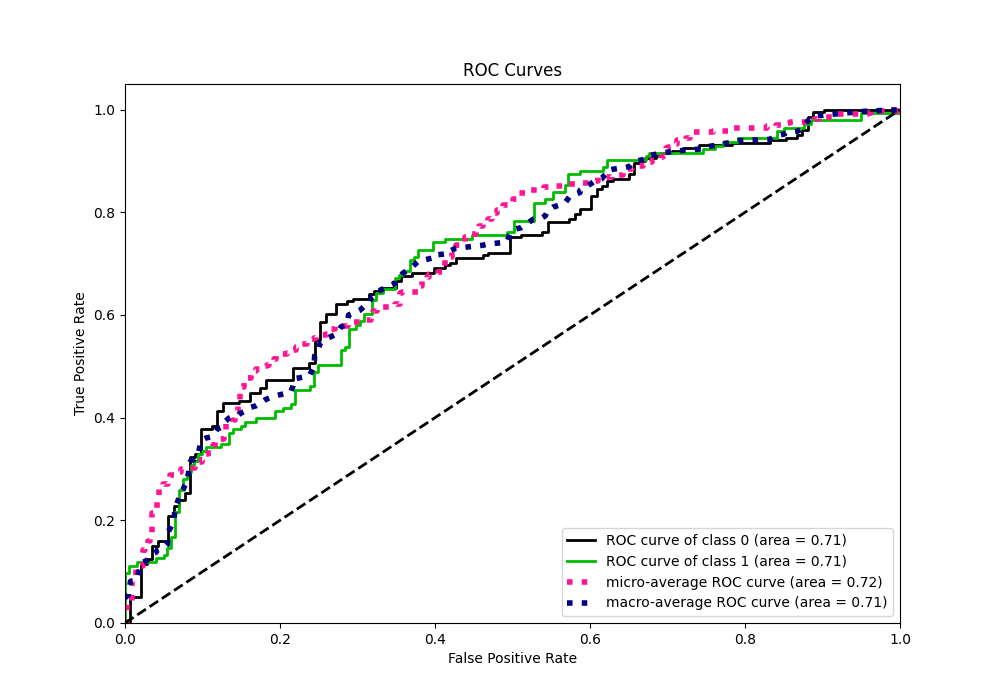 ROC Curves
True Positive Rate
1.0
0.8
0.6
0.4
0.2
0.0
0.0 0.2 0.4 0.6 0.8 1.0
False Positive Rate
ROC curve of class 0 (area = 0.71)
ROC curve of class 1 (area = 0.71)
micro-average ROC curve (area = 0.72)
macro-average ROC curve (area = 0.71)